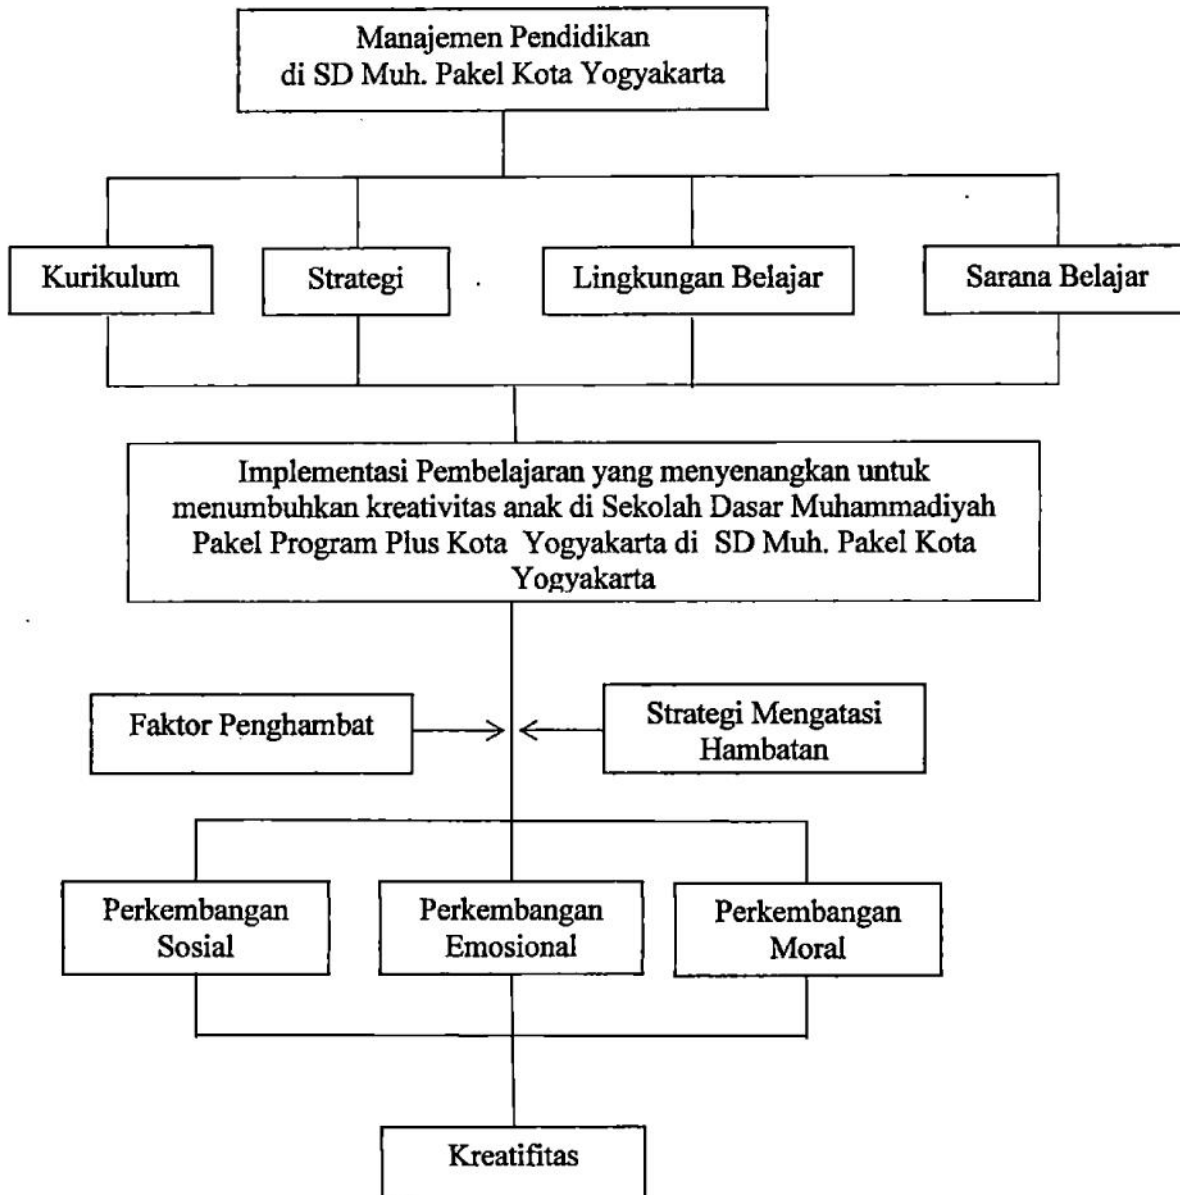 Manajemen Pendidikan
di SD Muh. Pakel Kota Yogyakarta
Kurikulum
Strategi
Lingkungan Belajar
Sarana Belajar
Implementasi Pembelajaran yang menyenangkan untuk
menumbuhkan kreativitas anak di Sekolah Dasar Muhammadiyah
Pakel Program Plus Kota Yogyakarta di SD Muh. Pakel Kota
Yogyakarta
Faktor Penghambat
Strategi Mengatasi
Hambatan
Perkembangan
Sosial
Perkembangan
Emosional
Perkembangan
Moral
Kreatifitas